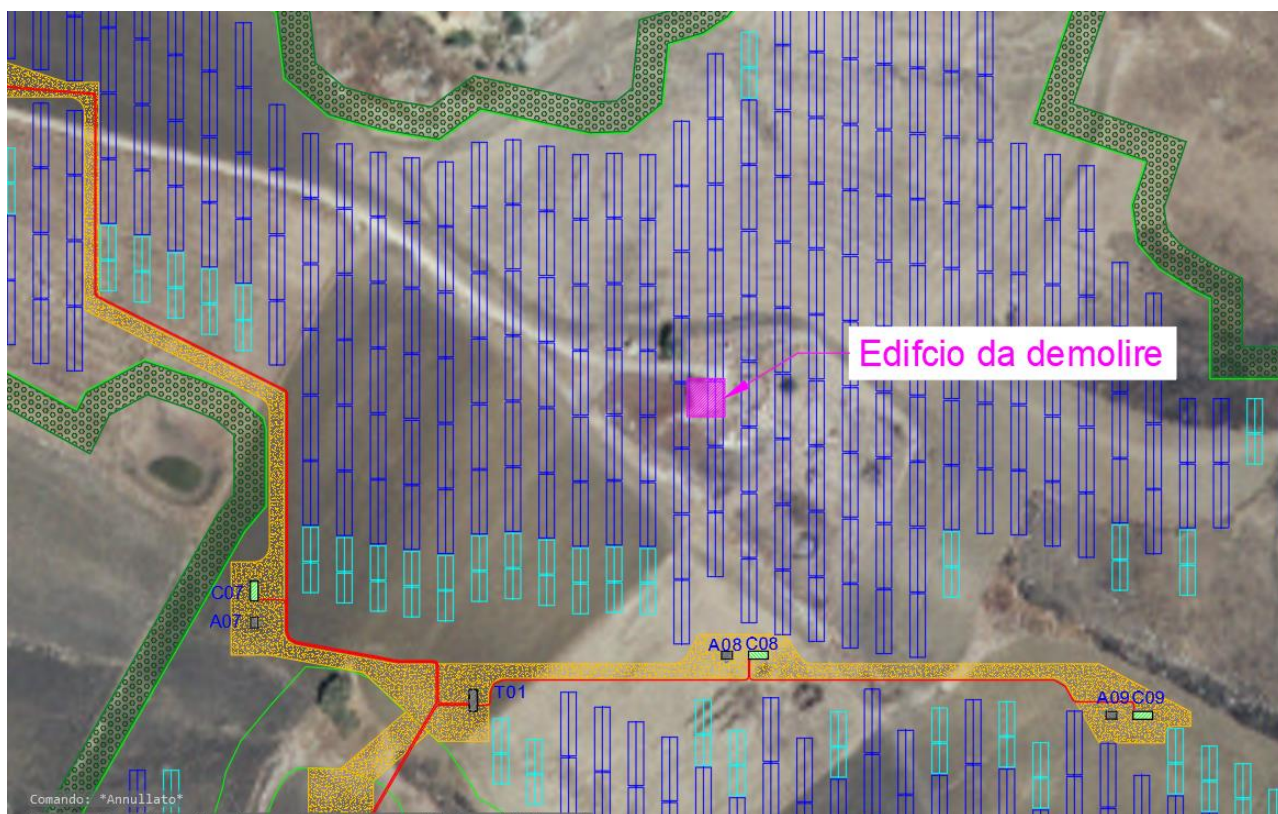 Edifcio da demolire
C07
A07
A08 C08
T01
A09 C09
Comando: *Annullato*